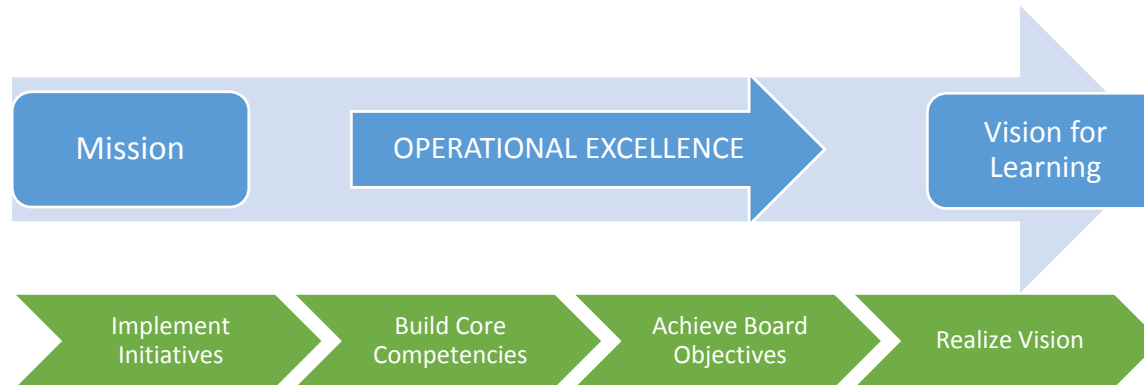 Mission
OPERATIONAL EXCELLENCE
Vision for
Learning
Implement
Initiatives
Build Core
Competencies
Achieve Board
Objectives
Realize Vision